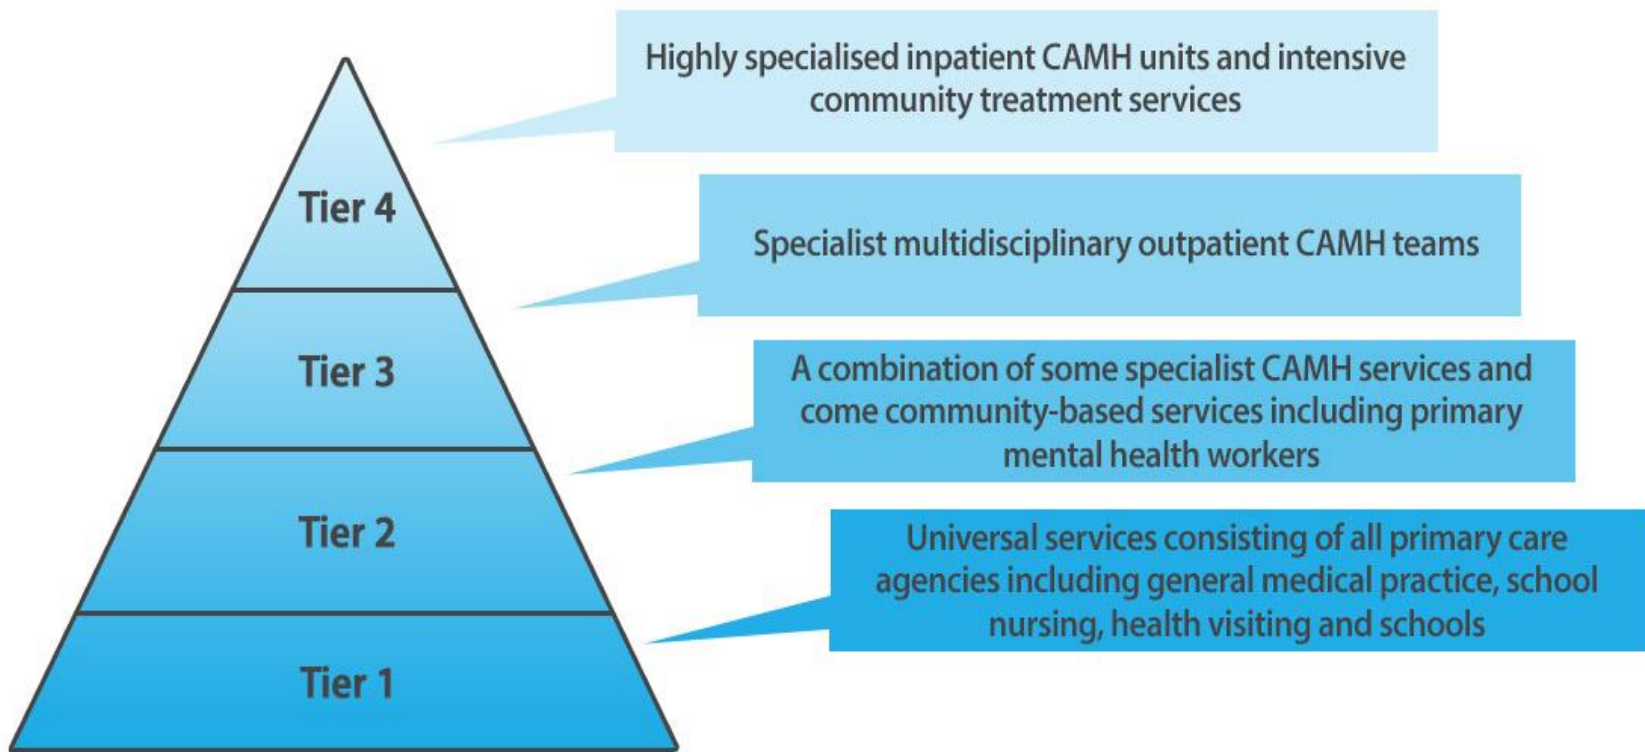 Highly specialised inpatient CAMH units and intensive
community treatment services
Tier 4
Specialist multidisciplinary outpatient CAMH teams
Tier 3
A combination of some specialist CAMH services and
come community-based services including primary
mental health workers
Tier 2
Universal services consisting of all primary care
agencies including general medical practice, school
nursing, health visiting and schools
Tier 1